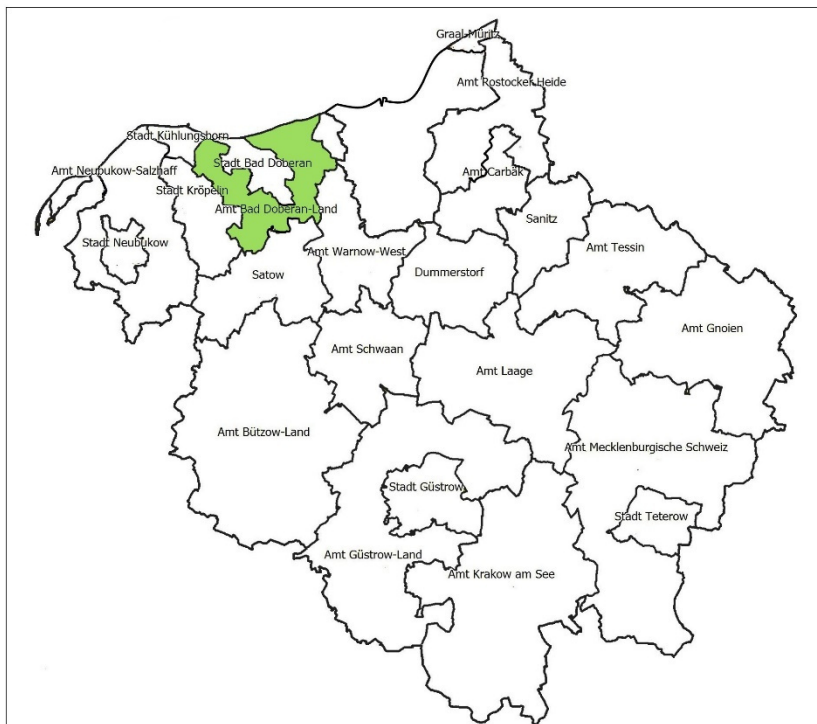 Graal-Müritz
Amt Rostocker Heide
Stadt Kühlungsborn
Stadt Bad Doberan
Amt Neubukow-Salzhaff
Amt Carbäk
Stadt Kröpelin
Amt Bad Doberan-Land
Sanitz
Stadt Neubukow
Amt Warnow-West
Amt Tessin
Satow
Dummerstorf
Amt Gnoien
Amt Schwaan
Amt Laage
Amt Bützow-Land
Amt Mecklenburgische Schweiz
Stadt Güstrow
Stadt Teterow
Amt Güstrow-Land
Amt Krakow am See